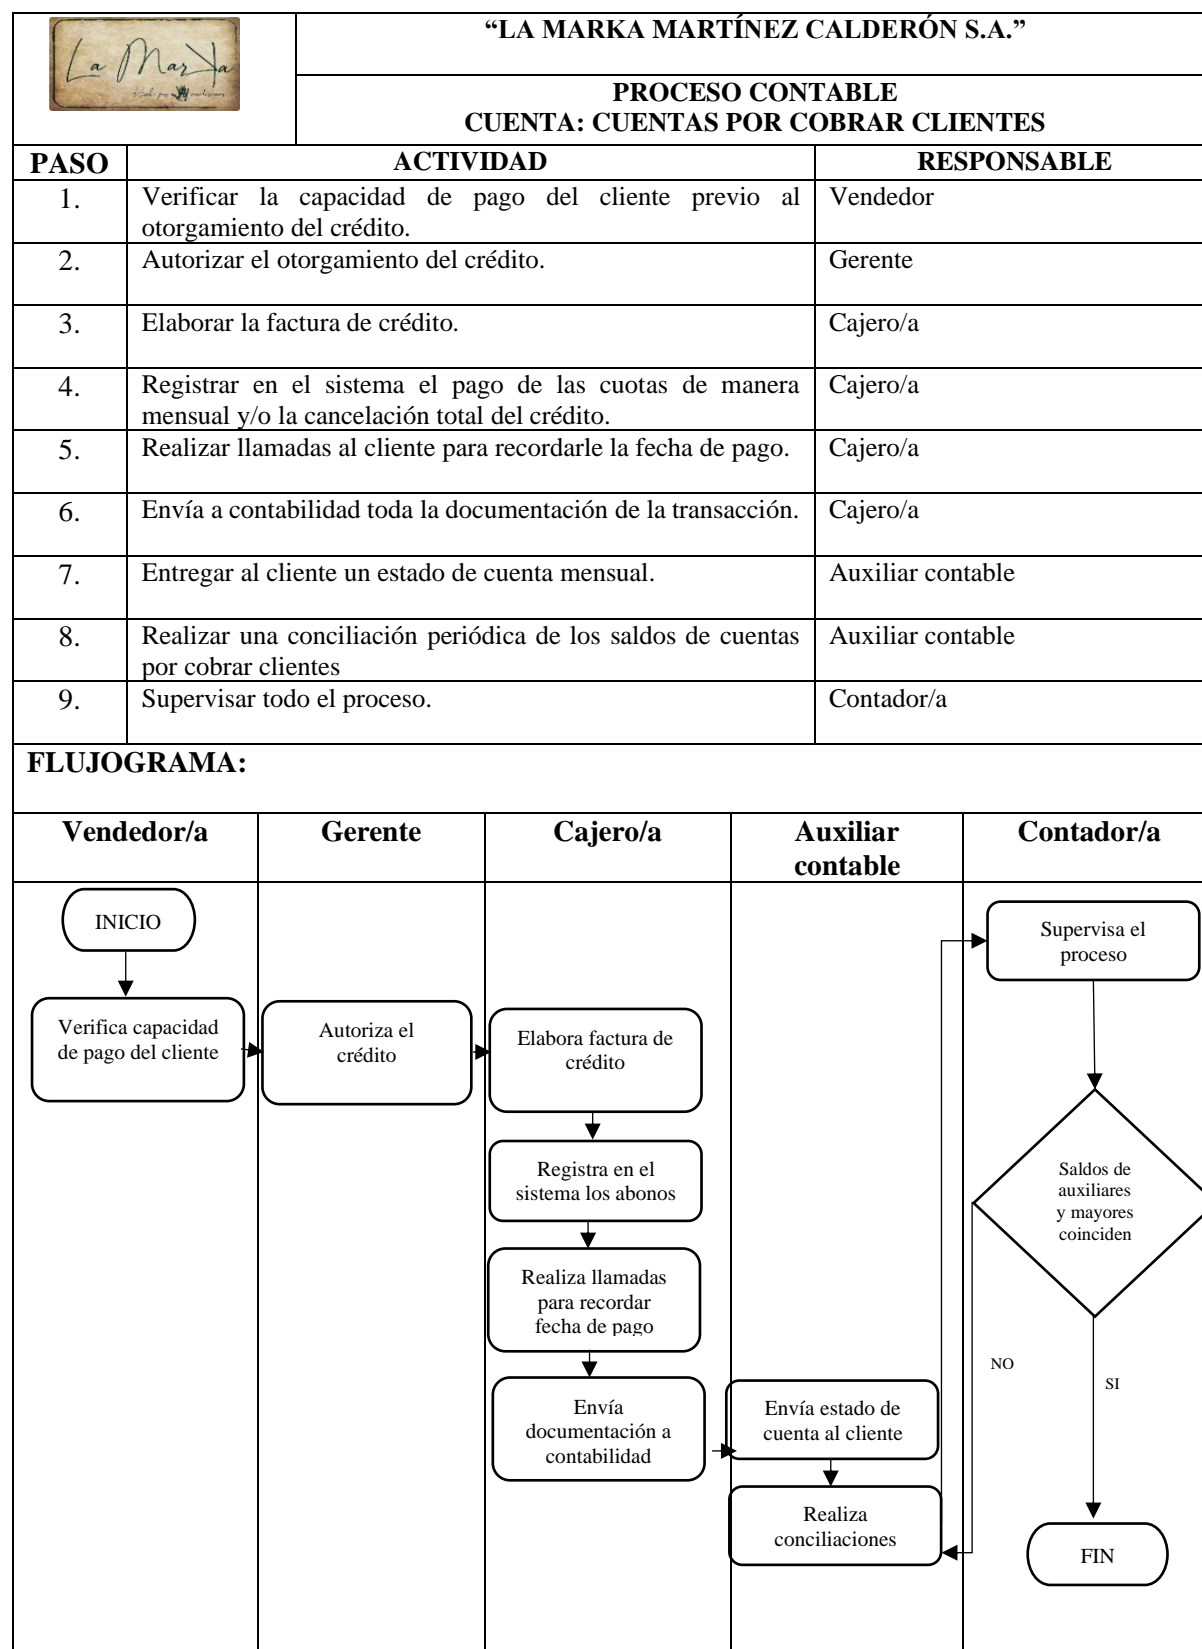 La Marka
“LA MARKA MARTÍNEZ CALDERÓN S.A.”
PROCESO CONTABLE
CUENTA: CUENTAS POR COBRAR CLIENTES
PASO ACTIVIDAD RESPONSABLE
1. Verificar la capacidad de pago del cliente previo al Vendedor
otorgamiento del crédito.
2. Autorizar el otorgamiento del crédito. Gerente
3. Elaborar la factura de crédito. Cajero/a
4. Registrar en el sistema el pago de las cuotas de manera Cajero/a
mensual y/o la cancelación total del crédito.
5. Realizar llamadas al cliente para recordarle la fecha de pago. Cajero/a
6. Envía a contabilidad toda la documentación de la transacción. Cajero/a
7. Entregar al cliente un estado de cuenta mensual. Auxiliar contable
8. Realizar una conciliación periódica de los saldos de cuentas Auxiliar contable
por cobrar clientes
9. Supervisar todo el proceso. Contador/a
FLUJOGRAMA:
Vendedor/a Gerente Cajero/a Auxiliar Contador/a
contable
INICIO
Verifica capacidad
de pago del cliente
Autoriza el
crédito
Elabora factura de
crédito
Registra en el
sistema los abonos
Realiza llamadas
para recordar
fecha de pago
Envía
documentación a
contabilidad
Envía estado de
cuenta al cliente
Realiza
conciliaciones
Supervisa el
proceso
Saldos de
auxiliares
y mayores
coinciden
NO
SI
FIN